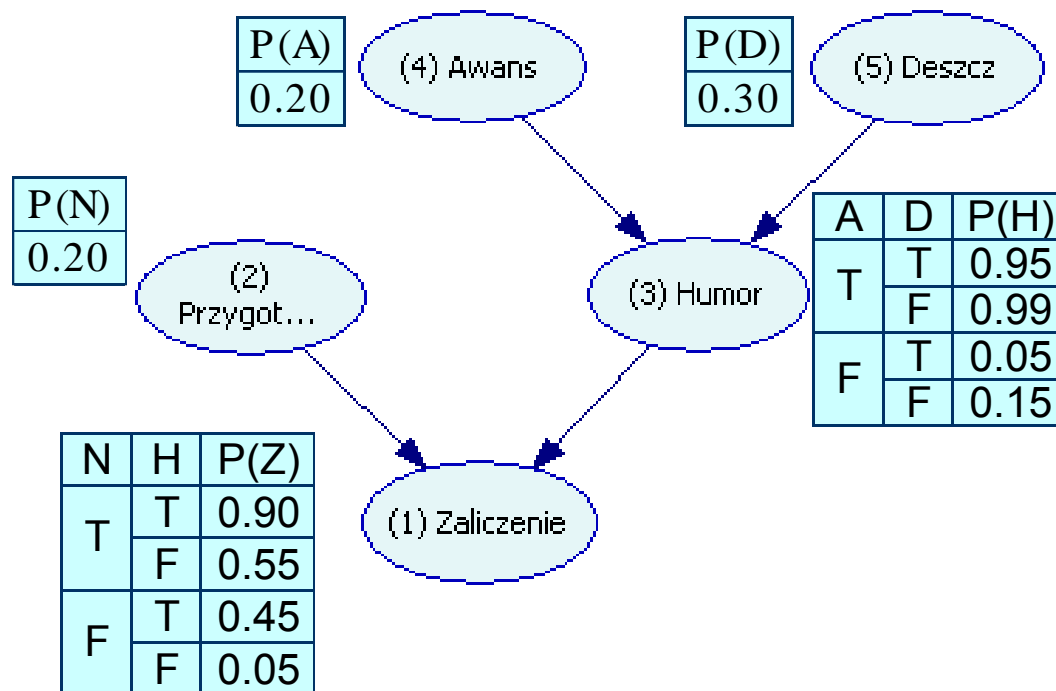 P(A)
0.20
(4) Awans
P(D)
0.30
(5) Deszcz
P(N)
0.20
(2)
Przygot...
(3) Humor
A D P(H)
T T 0.95
F 0.99
F T 0.05
F 0.15
N H P(Z)
T T 0.90
F 0.55
F T 0.45
F 0.05
(1) Zaliczenie